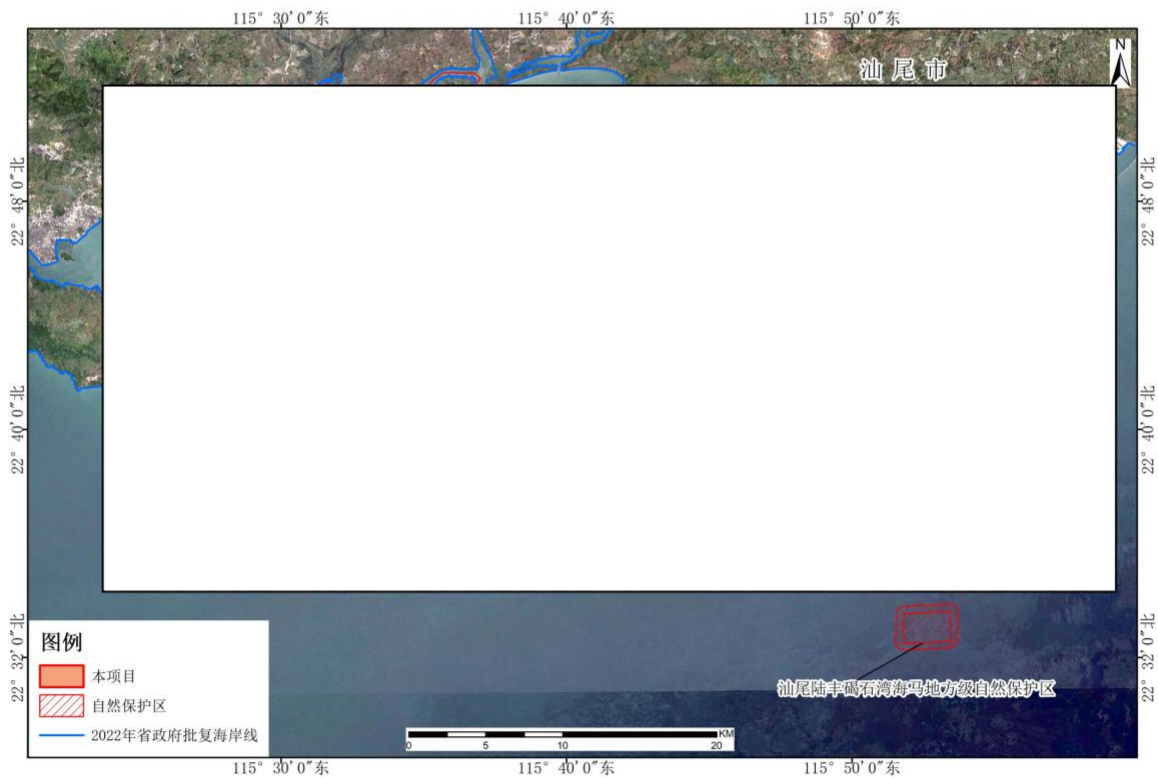 115° 30′0″东
115° 40′0″东
115° 50′0″东
N
汕尾市
22° 48′0″北
22° 48′0″北
22° 40′0″北
22° 40′0″北
22° 32′0″北
22° 32′0″北
图例
本项目
自然保护区
2022年省政府批复海岸线
汕尾陆丰碣石湾海马地方级自然保护区
KM
0 5 10 20
115° 30′0″东
115° 40′0″东
115° 50′0″东